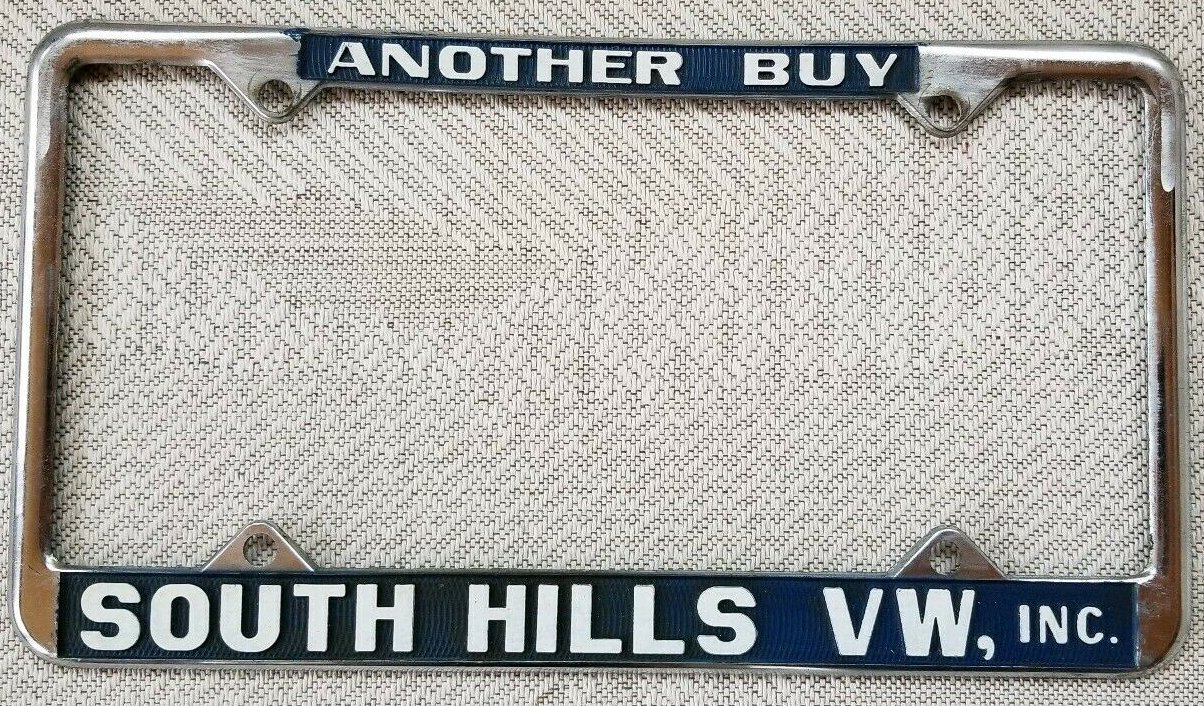 ANOTHER BUY
SOUTH HILLS VW, INC.